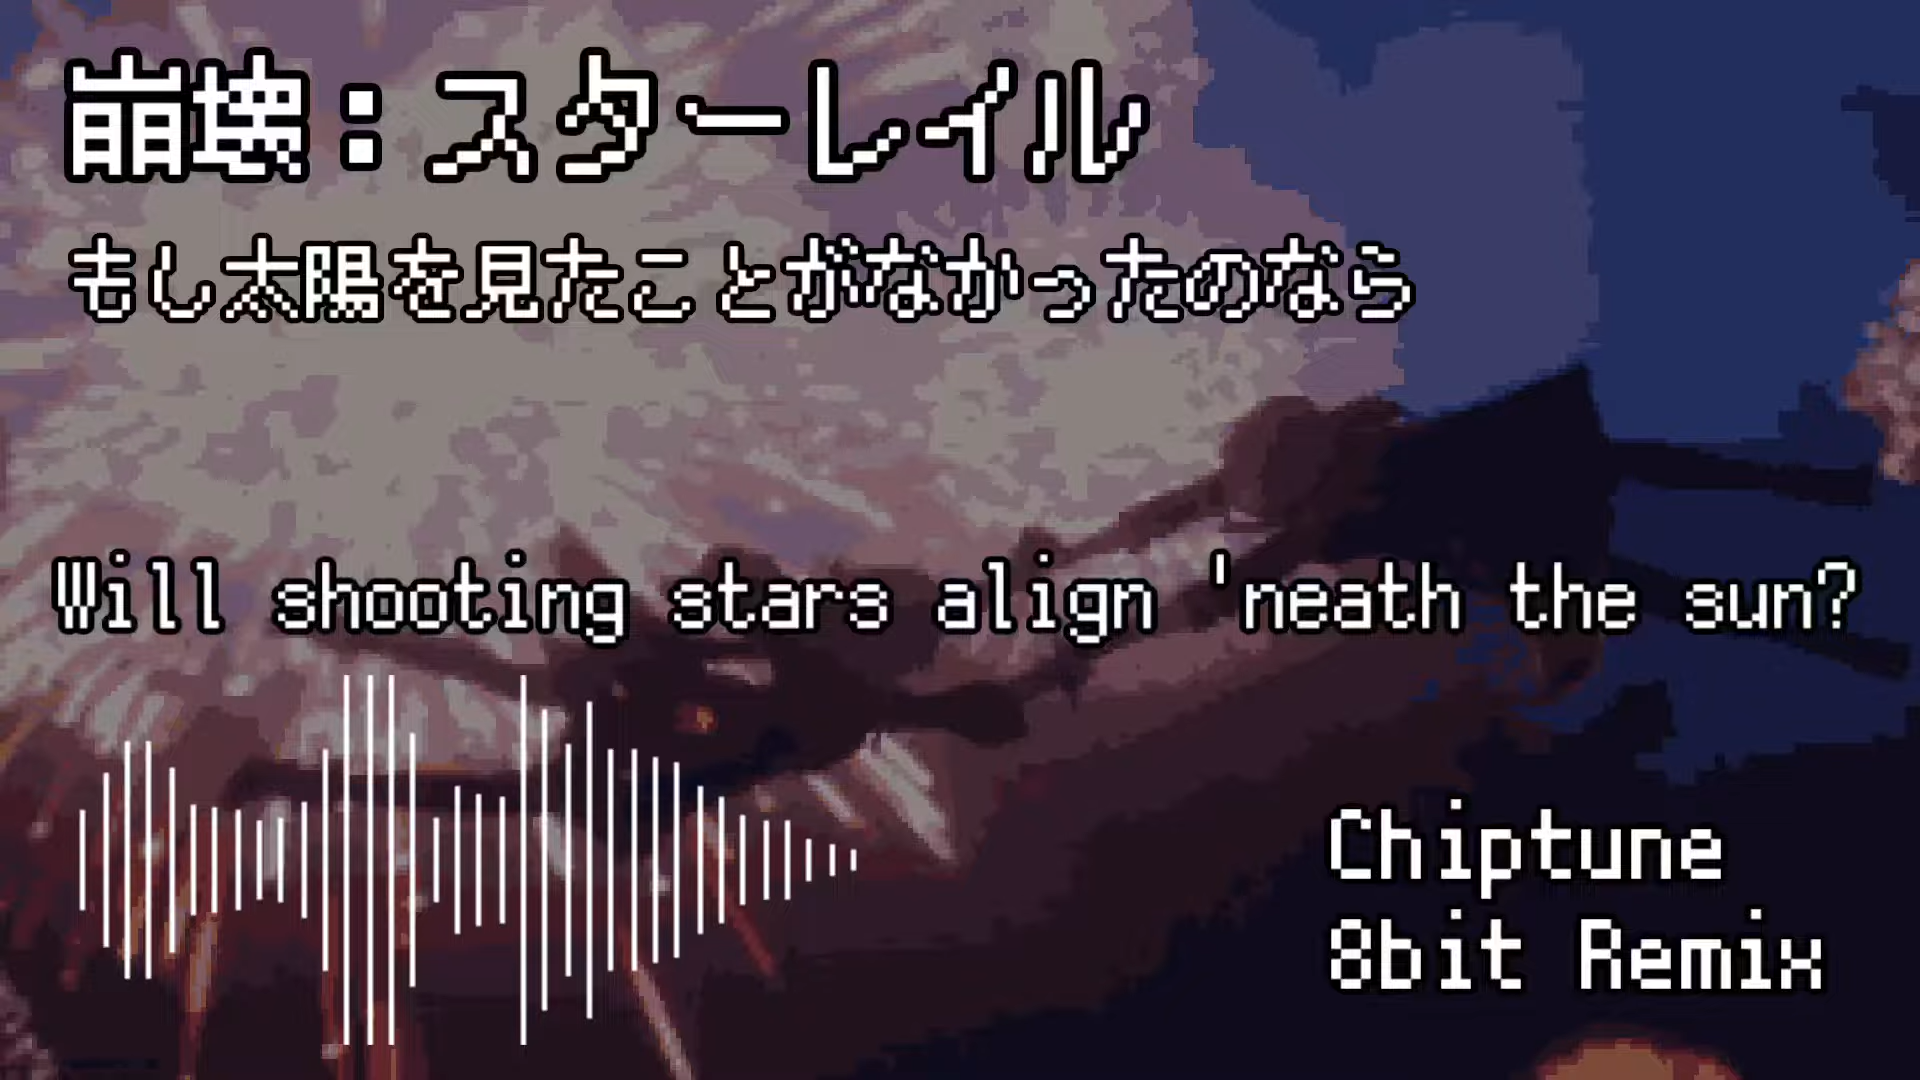 崩壊：スターレイル
もし太陽を見たことがなかったのなら
Will shooting stars align 'neath the sun?
Chiptune
8bit Remix